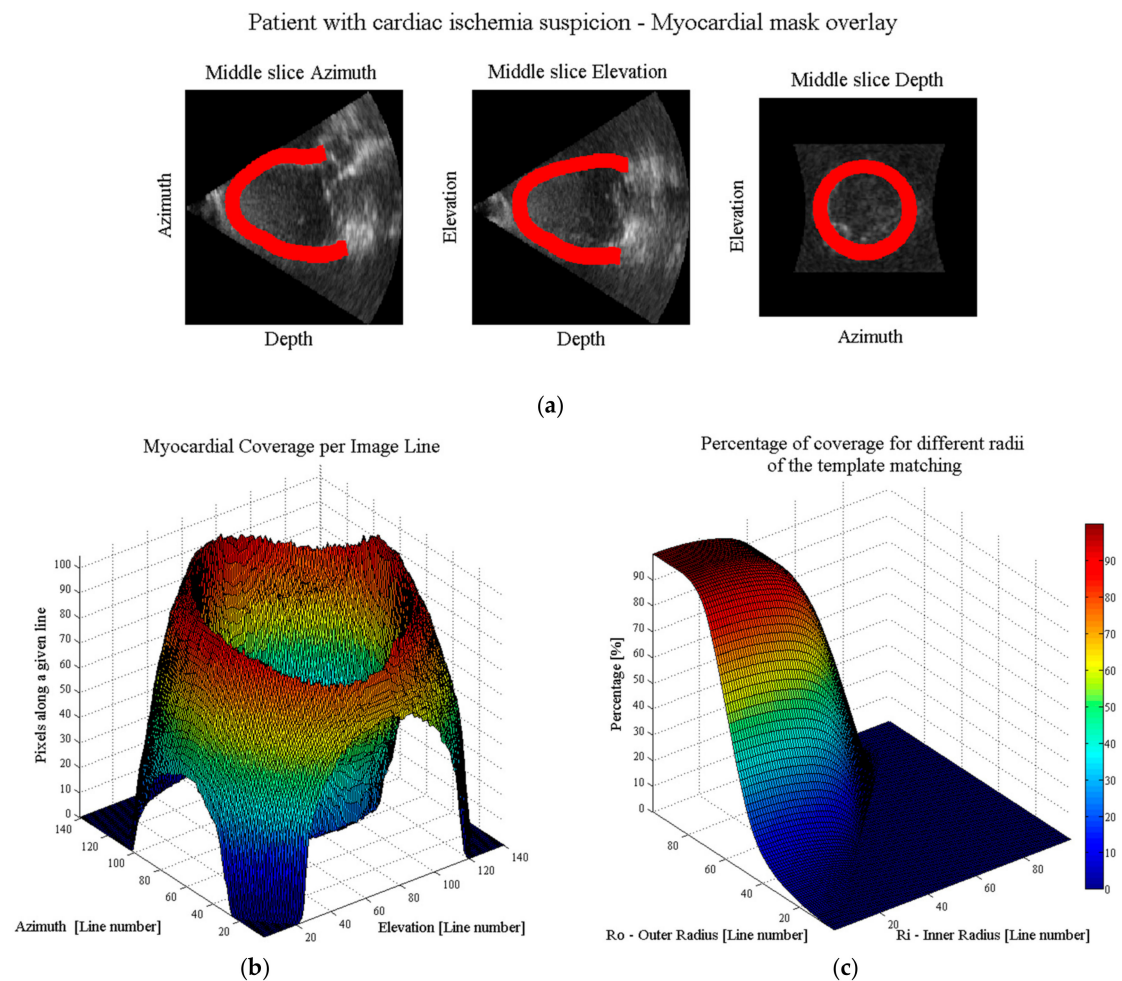 Patient with cardiac ischemia suspicion - Myocardial mask overlay
Middle slice Azimuth
Middle slice Elevation
Middle slice Depth
Azimuth
Elevation
Elevation
Depth
Depth
Azimuth
(a)
Myocardial Coverage per Image Line
Pixels along a given line
100
90
80
70
60
50
40
30
20
10
0
140
120
100
80
60
40
20
20
40
60
80
100
120
140
Azimuth [Line number]
Elevation [Line number]
(b)
Percentage of coverage for different radii
of the template matching
Percentage [%]
90
80
70
60
50
40
30
20
10
0
80
60
40
20
20
40
60
80
Ro - Outer Radius [Line number]
Ri - Inner Radius [Line number]
90
80
70
60
50
40
30
20
10
0
(c)